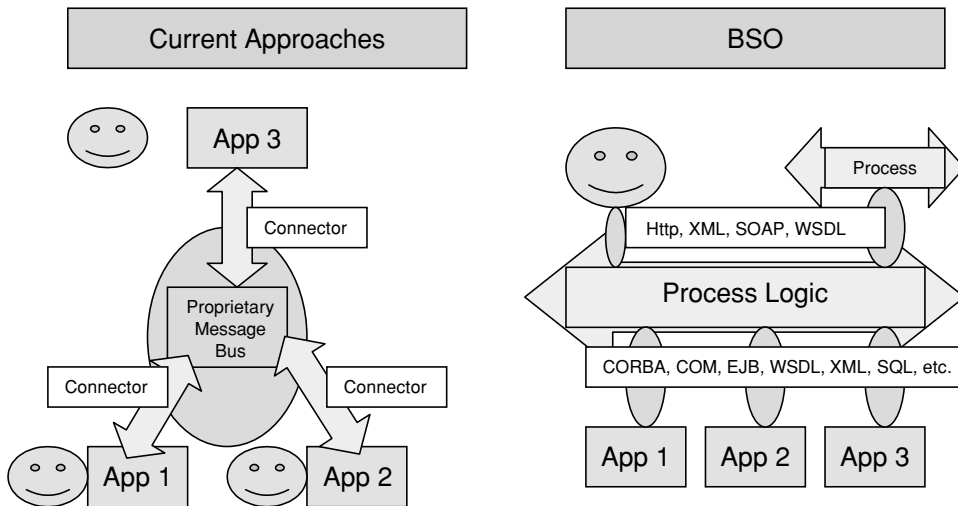 Current Approaches
App 3
Connector
Proprietary
Message
Bus
Connector
Connector
App 1
App 2
BSO
Process
Http, XML, SOAP, WSDL
Process Logic
CORBA, COM, EJB, WSDL, XML, SQL, etc.
App 1
App 2
App 3